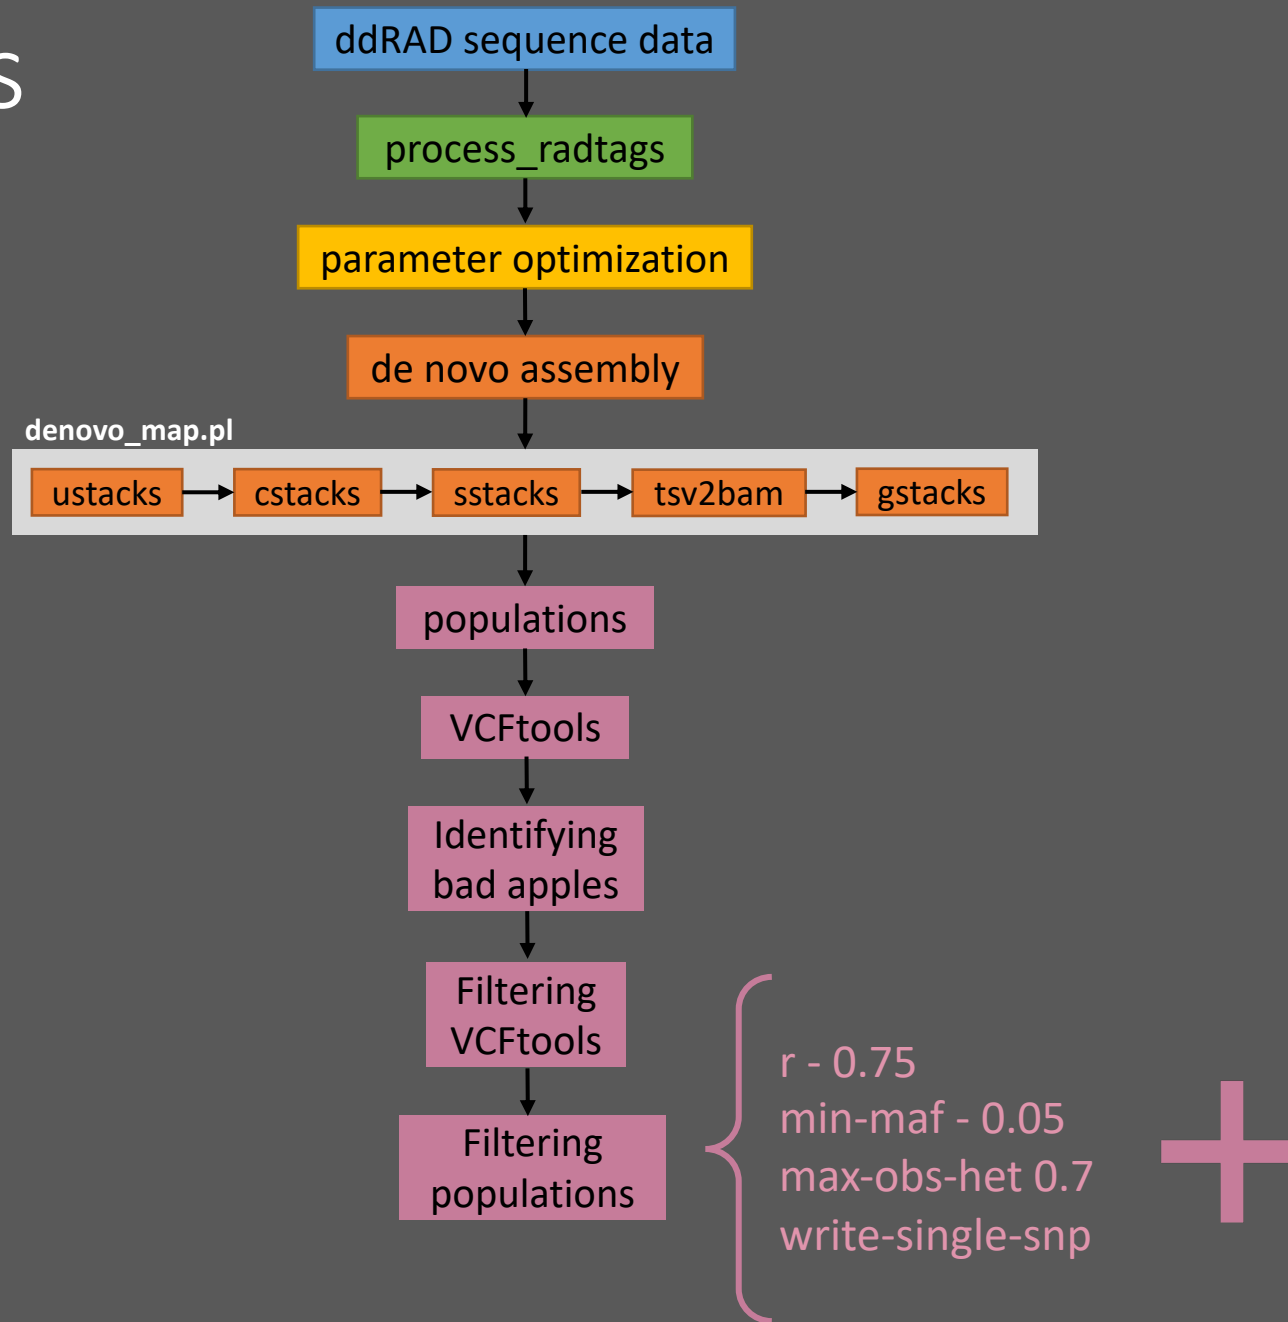 S
ddRAD sequence data
process_radtags
parameter optimization
de novo assembly
denovo_map.pl
ustacks
cstacks
sstacks
tsv2bam
gstacks
populations
VCFtools
Identifying
bad apples
Filtering
VCFtools
Filtering
populations
r - 0.75
min-maf - 0.05
max-obs-het 0.7
write-single-snp
+